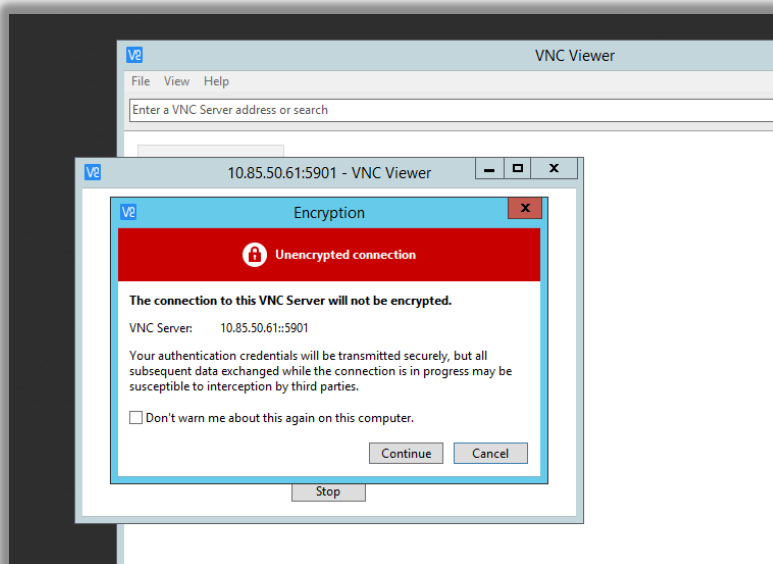 VNC Viewer
File View Help
Enter a VNC Server address or search
10.85.50.61:5901 - VNC Viewer
Encryption
Unencrypted connection
The connection to this VNC Server will not be encrypted.
VNC Server: 10.85.50.61::5901
Your authentication credentials will be transmitted securely, but all
subsequent data exchanged while the connection is in progress may be
susceptible to interception by third parties.
Don't warn me about this again on this computer.
Continue Cancel
Stop